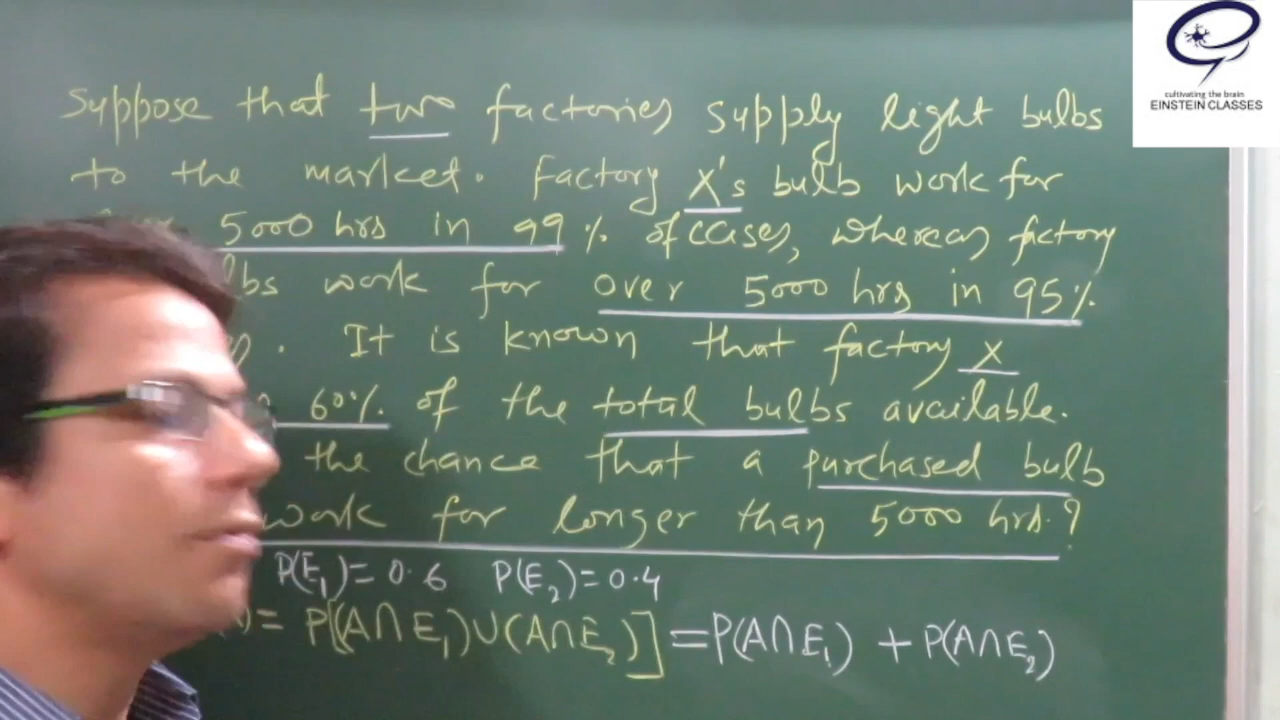 Suppose that two factories supply light bulbs
to the market. Factory X's bulb work for
5000 hrs in 99% of cases, whereas factory
work for over 5000 hrs in 95%
. It is known that factory X
60% of the total bulbs available.
the chance that a purchased bulb
work for longer than 5000 hrs.?
P(E₁)=0.6 P(E₂)=0.4
= P[(A∩E₁)∪(A∩E₂)] = P(A∩E₁) + P(A∩E₂)
cultivating the brain
EINSTEIN CLASSES